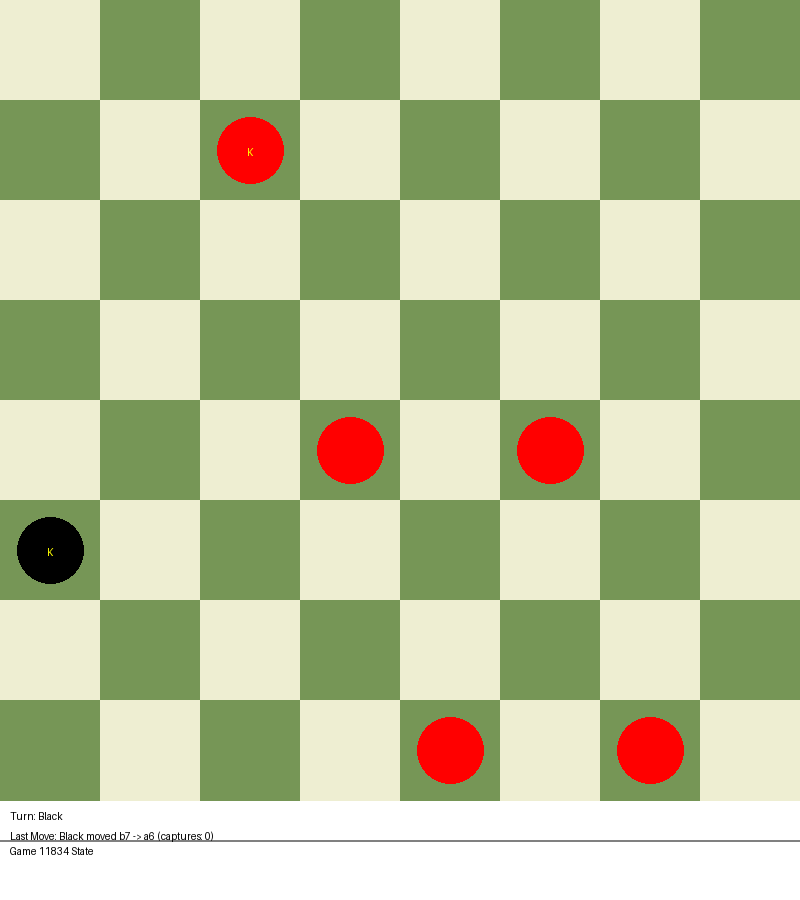 K
K
Turn: Black
Last Move: Black moved b7 -> a6 (captures: 0)
Game 11834 State